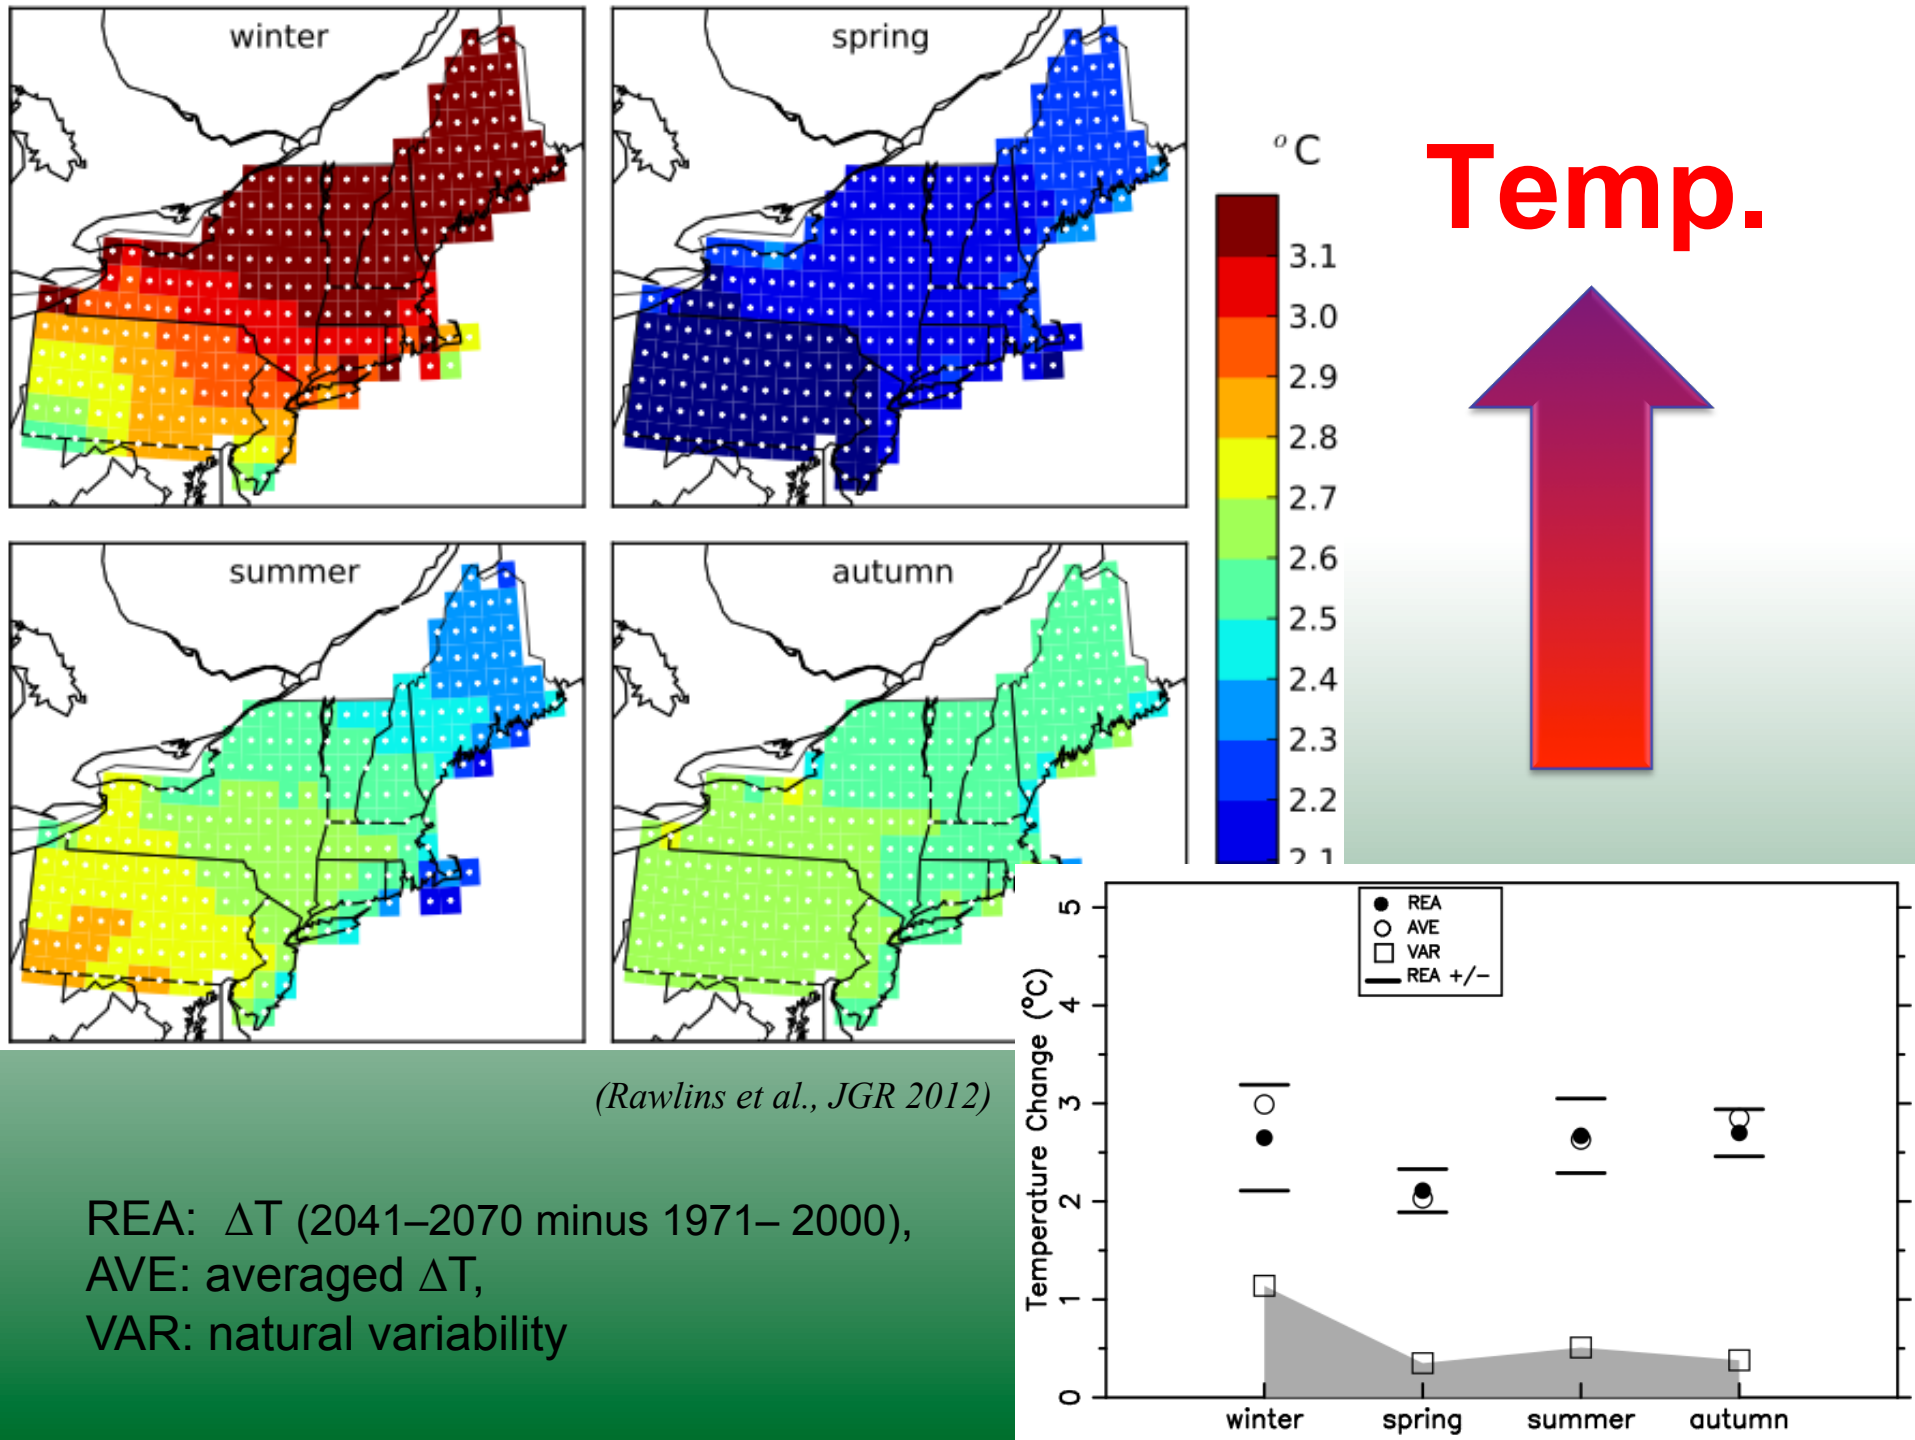 winter
spring
°C
Temp.
3.1
3.0
2.9
2.8
2.7
2.6
2.5
2.4
2.3
2.2
2.1
summer
autumn
(Rawlins et al., JGR 2012)
REA: ΔT (2041–2070 minus 1971– 2000),
AVE: averaged ΔT,
VAR: natural variability
REA
AVE
VAR
REA +/−
Temperature Change (°C)
5
4
3
2
1
0
winter spring summer autumn